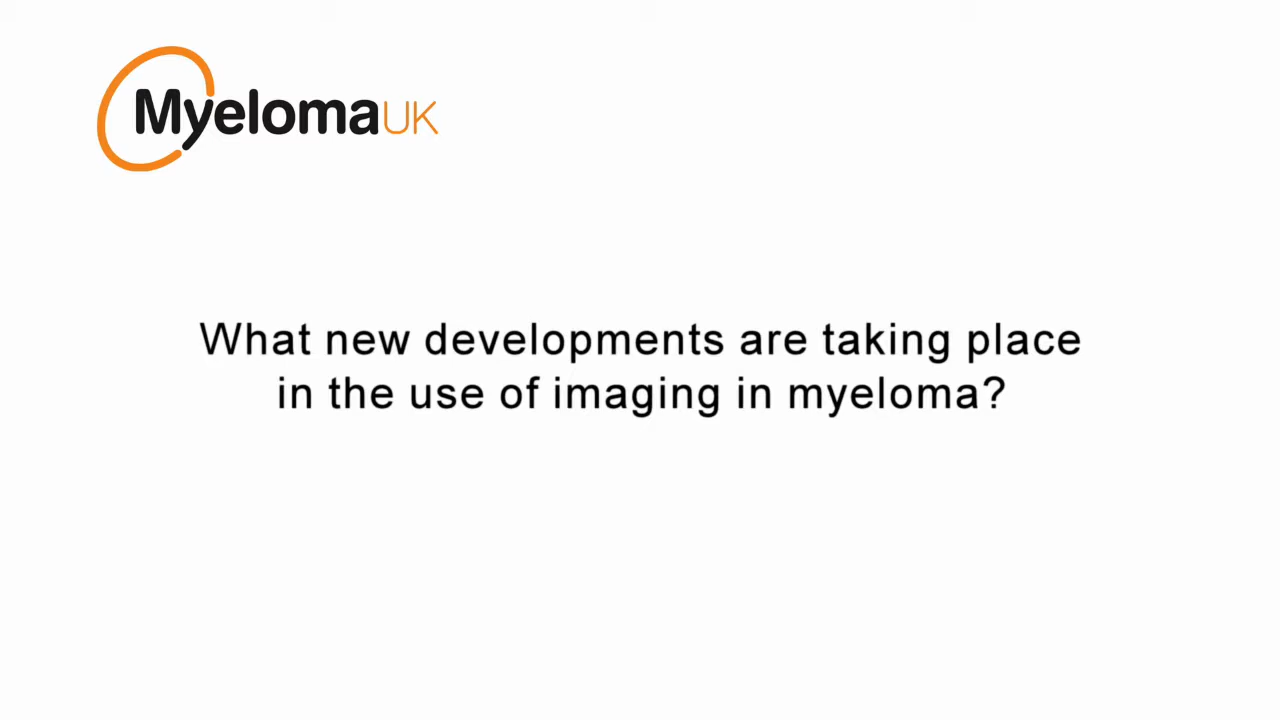 MyelomaUK
What new developments are taking place
in the use of imaging in myeloma?